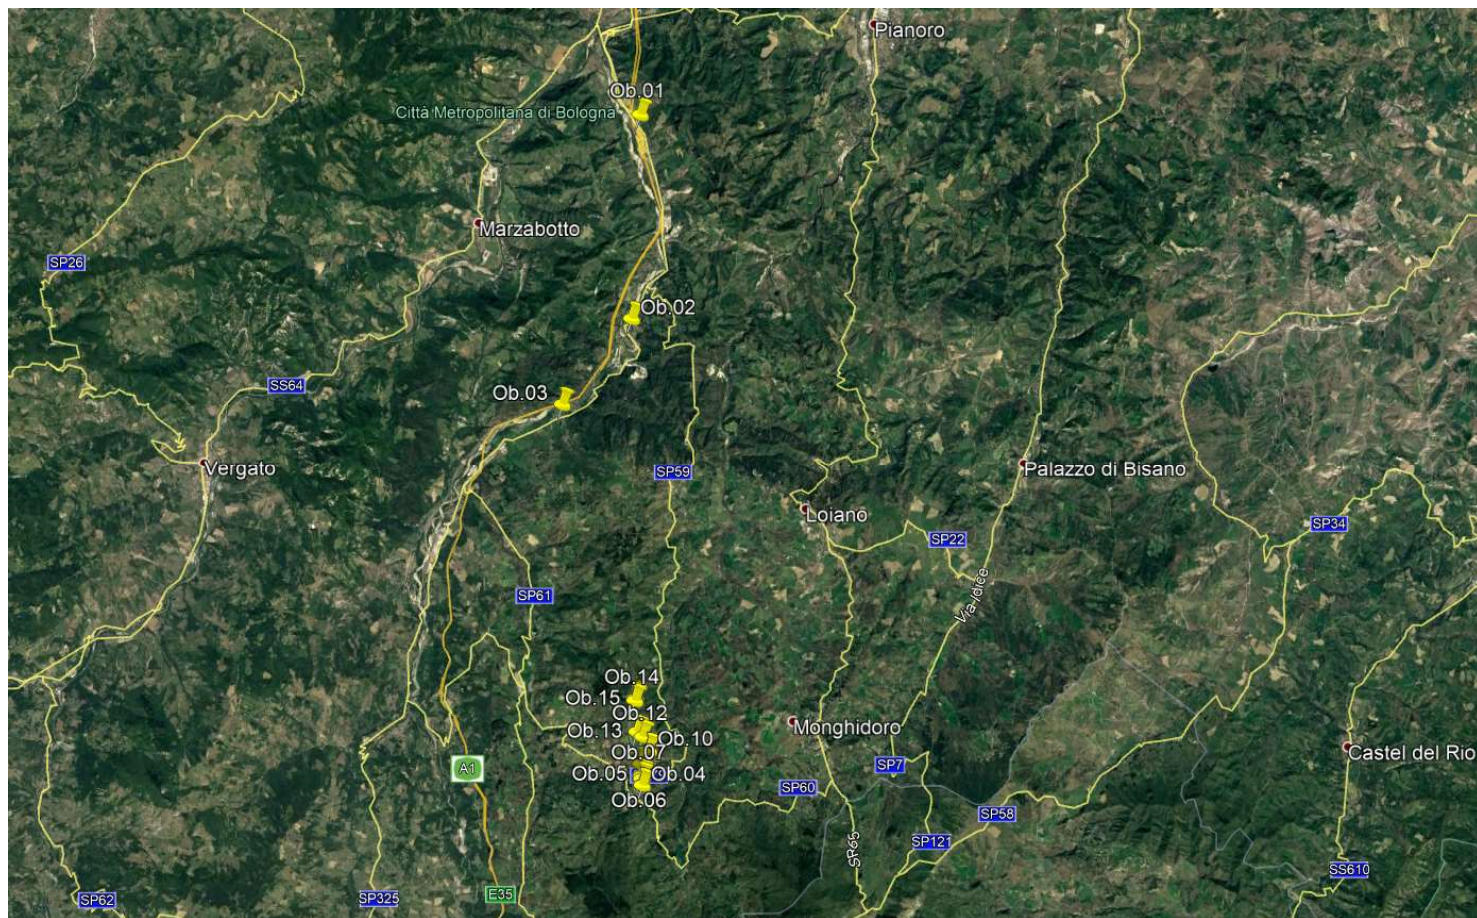 Pianoro
Ob.01
Città Metropolitana di Bologna
Marzabotto
SP26
Ob.02
SS64
Ob.03
Vergato
SP59
Palazzo di Bisano
Loiano
SP34
SP22
Via Idice
SP61
Ob.14
Ob.15
Ob.12
Ob.13
Ob.10
Monghidoro
Ob.07
Castel del Rio
A1
Ob.05
Ob.04
SP7
Ob.06
SP60
SP58
SP65
SP121
SS610
SP62
SP325
E35